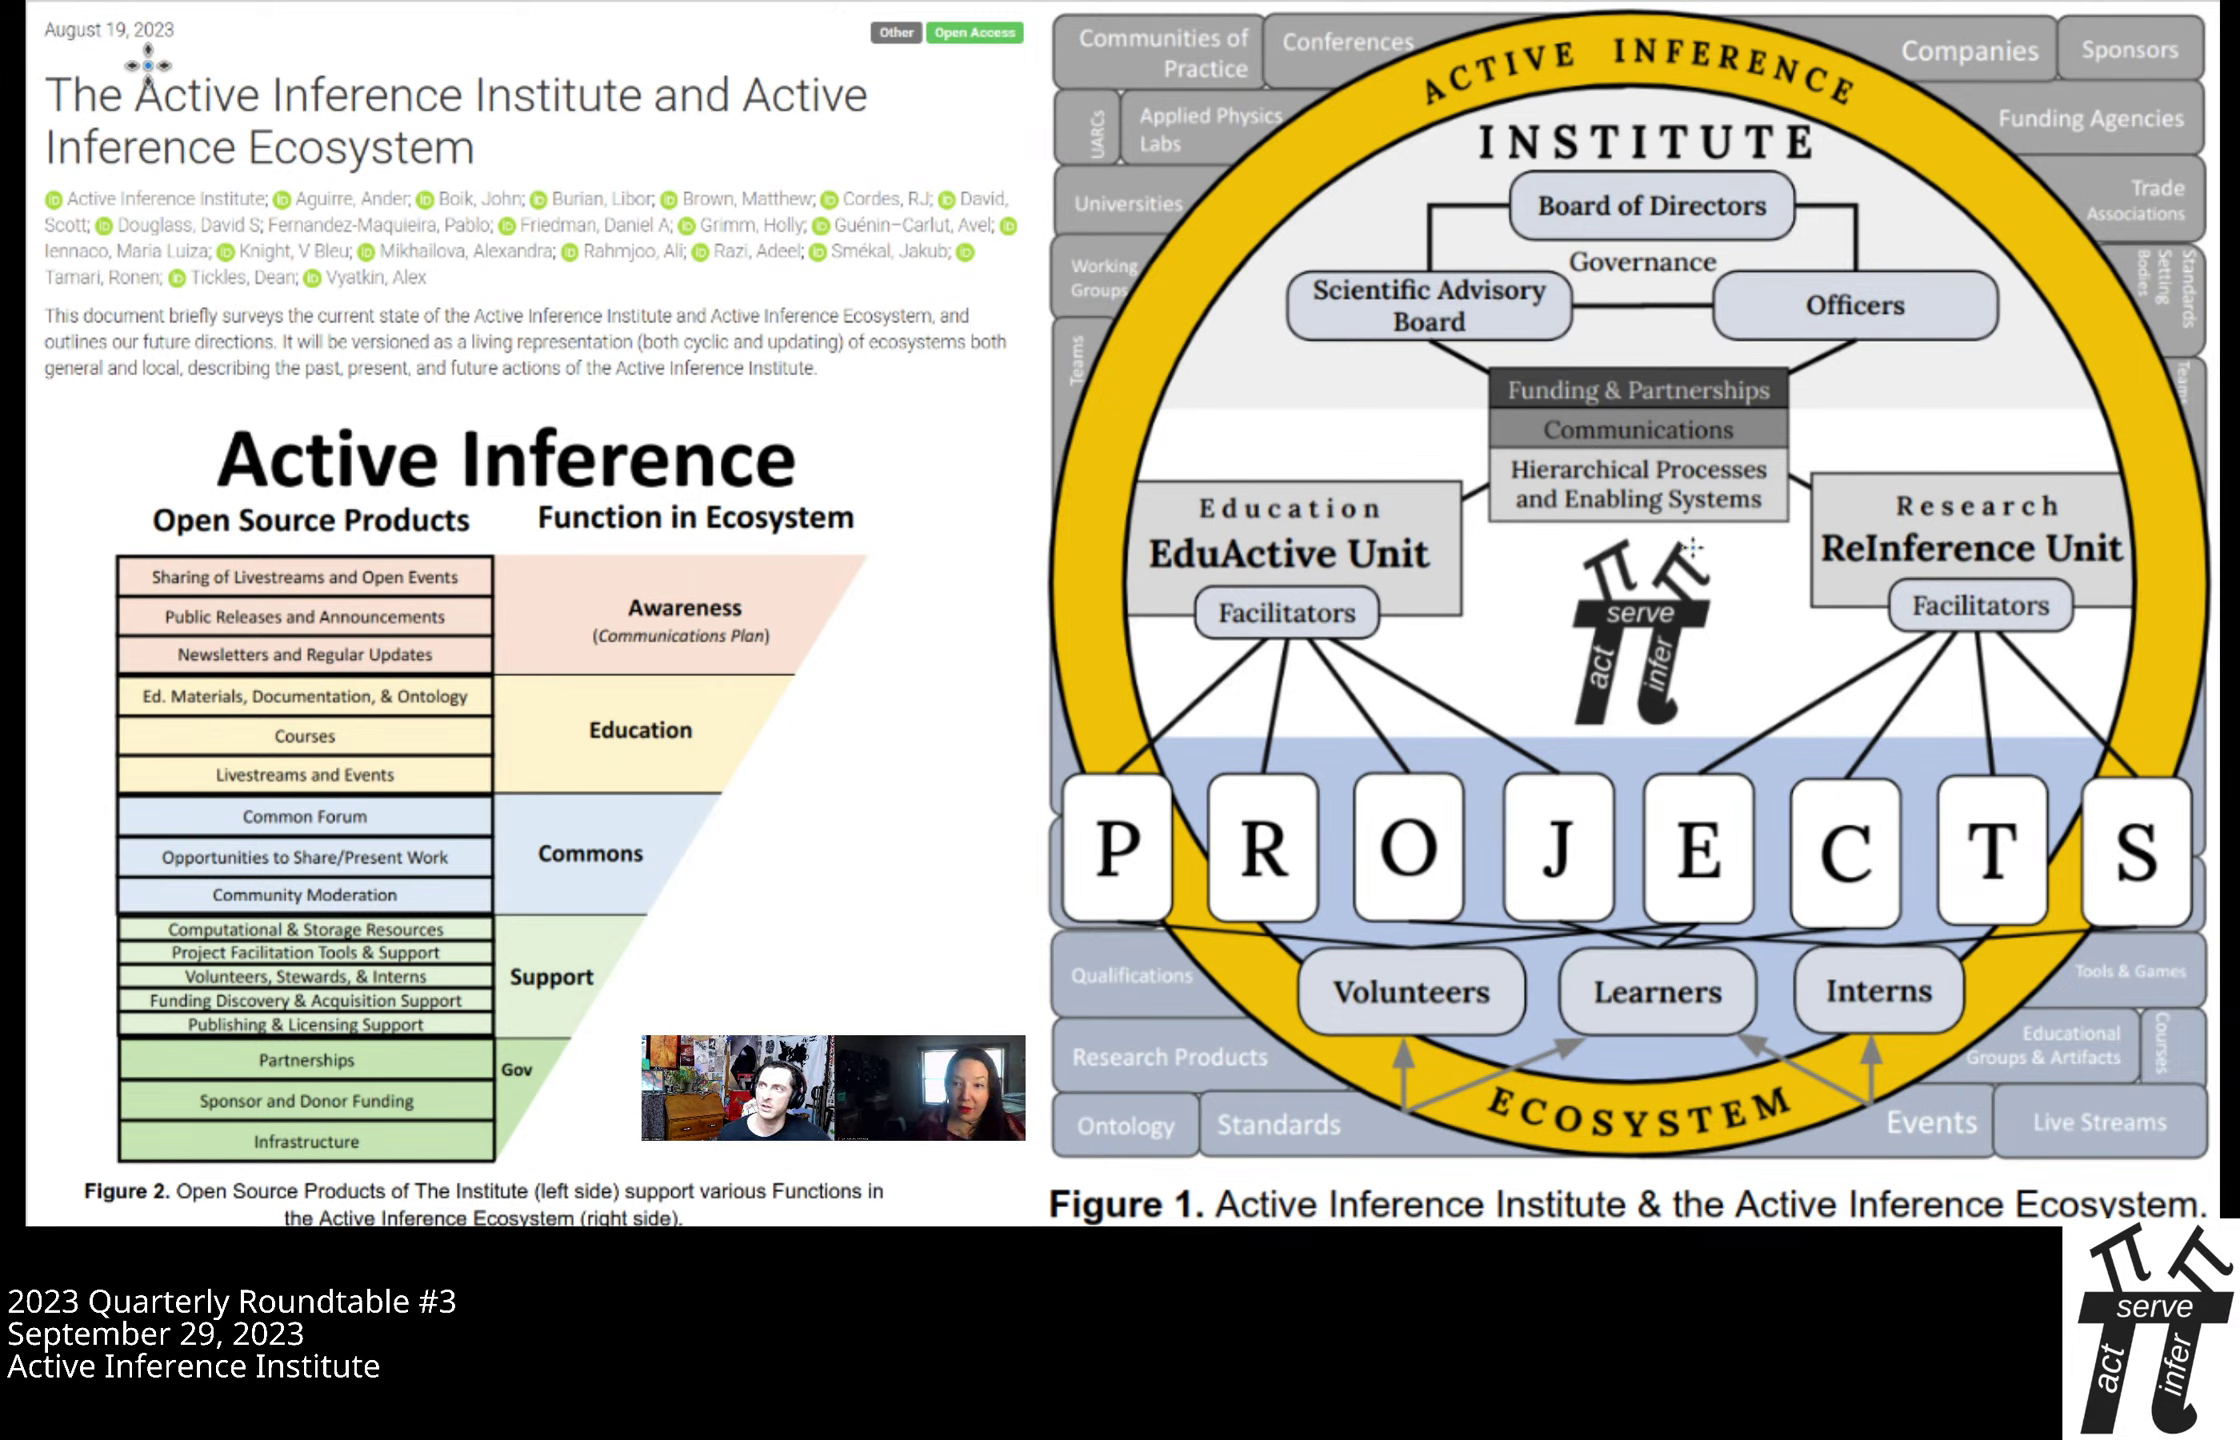 August 19, 2023
Other
Open Access
The Active Inference Institute and Active
Inference Ecosystem
Active Inference Institute; Aguirre, Ander; Boik, John; Burian, Libor; Brown, Matthew; Cordes, RJ; David,
Scott; Douglass, David S; Fernandez-Maquieira, Pablo; Friedman, Daniel A; Grimm, Holly; Guénin–Carlut, Avel;
Iennaco, Maria Luiza; Knight, V Bleu; Mikhailova, Alexandra; Rahmjoo, Ali; Razi, Adeel; Smékal, Jakub;
Tamari, Ronen; Tickles, Dean; Vyatkin, Alex
This document briefly surveys the current state of the Active Inference Institute and Active Inference Ecosystem, and
outlines our future directions. It will be versioned as a living representation (both cyclic and updating) of ecosystems both
general and local, describing the past, present, and future actions of the Active Inference Institute.
Active Inference
Open Source Products
Function in Ecosystem
Sharing of Livestreams and Open Events
Public Releases and Announcements
Newsletters and Regular Updates
Awareness
(Communications Plan)
Ed. Materials, Documentation, & Ontology
Courses
Livestreams and Events
Education
Common Forum
Opportunities to Share/Present Work
Community Moderation
Commons
Computational & Storage Resources
Project Facilitation Tools & Support
Volunteers, Stewards, & Interns
Funding Discovery & Acquisition Support
Publishing & Licensing Support
Support
Partnerships
Sponsor and Donor Funding
Infrastructure
Gov
Figure 2. Open Source Products of The Institute (left side) support various Functions in
the Active Inference Ecosystem (right side).
Communities of
Practice
Conferences
Companies
Sponsors
UARCs
Applied Physics
Labs
Funding Agencies
Universities
Trade
Associations
Working
Groups
Standards
Setting
Bodies
Teams
Teams
ACTIVE INFERENCE
INSTITUTE
Board of Directors
Governance
Scientific Advisory
Board
Officers
Funding & Partnerships
Communications
Hierarchical Processes
and Enabling Systems
Education
EduActive Unit
Facilitators
Research
ReInference Unit
Facilitators
serve
act
infer
P R O J E C T S
Volunteers
Learners
Interns
ECOSYSTEM
Qualifications
Research Products
Ontology
Standards
Tools & Games
Educational
Groups & Artifacts
Courses
Events
Live Streams
Figure 1. Active Inference Institute & the Active Inference Ecosystem.
2023 Quarterly Roundtable #3
September 29, 2023
Active Inference Institute
serve
act
infer